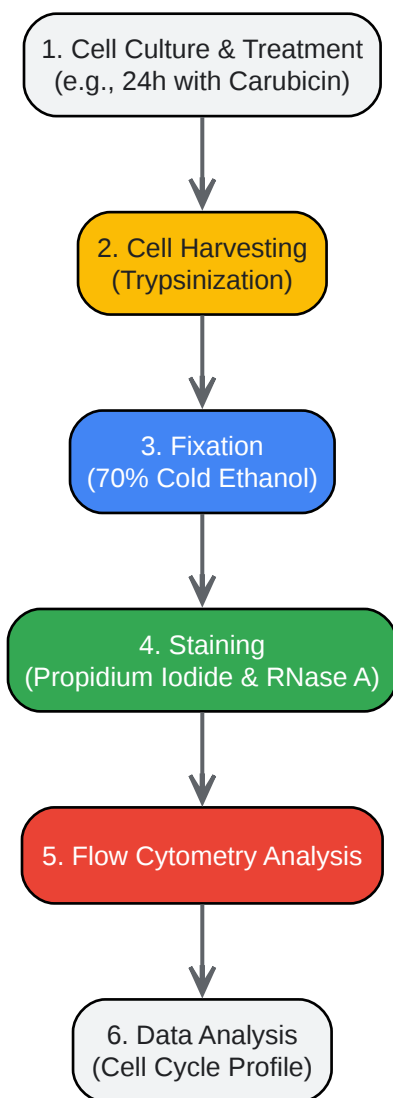 1. Cell Culture & Treatment
(e.g., 24h with Carubicin)
2. Cell Harvesting
(Trypsinization)
3. Fixation
(70% Cold Ethanol)
4. Staining
(Propidium Iodide & RNase A)
5. Flow Cytometry Analysis
6. Data Analysis
(Cell Cycle Profile)